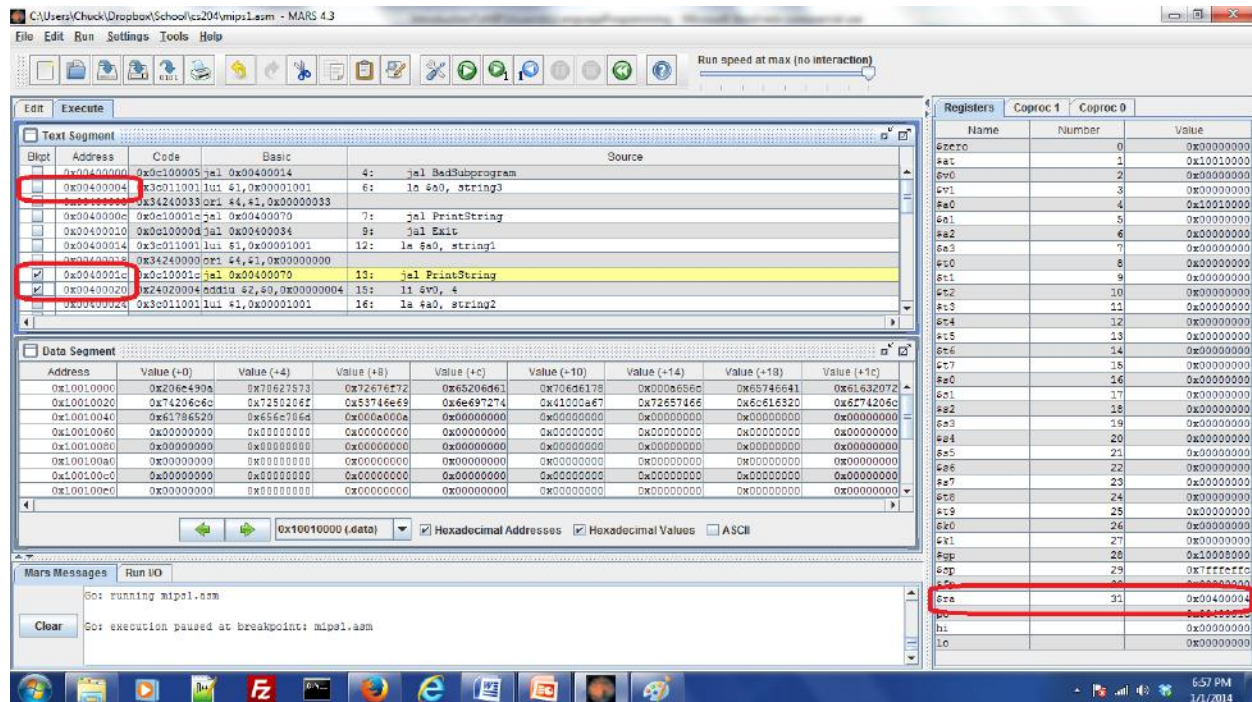 C:\Users\Chuck\Dropbox\School\cs204\mips1.asm - MARS 4.3
File Edit Run Settings Tools Help
Run speed at max (no interaction)
Edit Execute
Text Segment
Bkpt Address Code Basic Source
0x00400000 0x0c100005 jal 0x00400014 4: jal BadSubprogram
0x00400004 0x3c011001 lui $1,0x00001001 6: la $a0, string3
0x34240033 ori $4,$1,0x00000033
0x0040000c 0x0c10001c jal 0x00400070 7: jal PrintString
0x00400010 0x0c10000d jal 0x00400034 9: jal Exit
0x00400014 0x3c011001 lui $1,0x00001001 12: la $a0, string1
0x00400018 0x34240000 ori $4,$1,0x00000000
0x0040001c 0x0c10001c jal 0x00400070 13: jal PrintString
0x00400020 0x24020004 addiu $2,$0,0x00000004 15: li $v0, 4
0x00400024 0x3c011001 lui $1,0x00001001 16: la $a0, string2
Data Segment
Address Value (+0) Value (+4) Value (+8) Value (+c) Value (+10) Value (+14) Value (+18) Value (+1c)
0x10010000 0x206e490a 0x70627573 0x72676f72 0x65206d61 0x706d6178 0x000a656c 0x65746641 0x61632072
0x10010020 0x74206c6c 0x7250206f 0x53746e69 0x6e697274 0x41000a67 0x72657466 0x6c616320 0x6f74206c
0x10010040 0x61786520 0x656c706d 0x000a000a 0x00000000 0x00000000 0x00000000 0x00000000 0x00000000
0x10010060 0x00000000 0x00000000 0x00000000 0x00000000 0x00000000 0x00000000 0x00000000 0x00000000
0x10010080 0x00000000 0x00000000 0x00000000 0x00000000 0x00000000 0x00000000 0x00000000 0x00000000
0x100100a0 0x00000000 0x00000000 0x00000000 0x00000000 0x00000000 0x00000000 0x00000000 0x00000000
0x100100c0 0x00000000 0x00000000 0x00000000 0x00000000 0x00000000 0x00000000 0x00000000 0x00000000
0x100100e0 0x00000000 0x00000000 0x00000000 0x00000000 0x00000000 0x00000000 0x00000000 0x00000000
0x10010000 (.data) Hexadecimal Addresses Hexadecimal Values ASCII
Mars Messages Run I/O
Go: running mips1.asm
Clear
Go: execution paused at breakpoint: mips1.asm
Registers Coproc 1 Coproc 0
Name Number Value
$zero 0 0x00000000
$at 1 0x10010000
$v0 2 0x00000000
$v1 3 0x00000000
$a0 4 0x10010000
$a1 5 0x00000000
$a2 6 0x00000000
$a3 7 0x00000000
$t0 8 0x00000000
$t1 9 0x00000000
$t2 10 0x00000000
$t3 11 0x00000000
$t4 12 0x00000000
$t5 13 0x00000000
$t6 14 0x00000000
$t7 15 0x00000000
$s0 16 0x00000000
$s1 17 0x00000000
$s2 18 0x00000000
$s3 19 0x00000000
$s4 20 0x00000000
$s5 21 0x00000000
$s6 22 0x00000000
$s7 23 0x00000000
$t8 24 0x00000000
$t9 25 0x00000000
$k0 26 0x00000000
$k1 27 0x00000000
$gp 28 0x10008000
$sp 29 0x7fffeffc
$ra 31 0x00400004
hi 0x00000000
lo 0x00000000
6:57 PM
1/1/2014